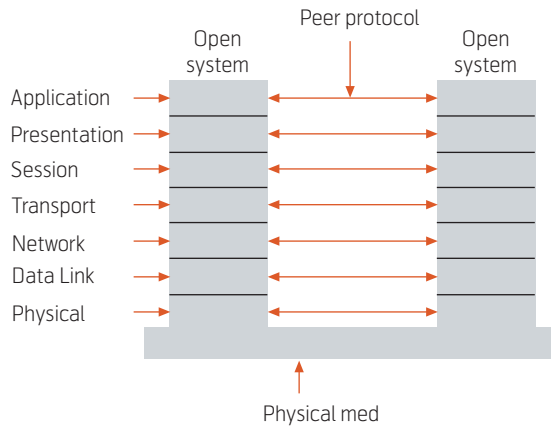 Peer protocol
Open
system
Open
system
Application
Presentation
Session
Transport
Network
Data Link
Physical
Physical med